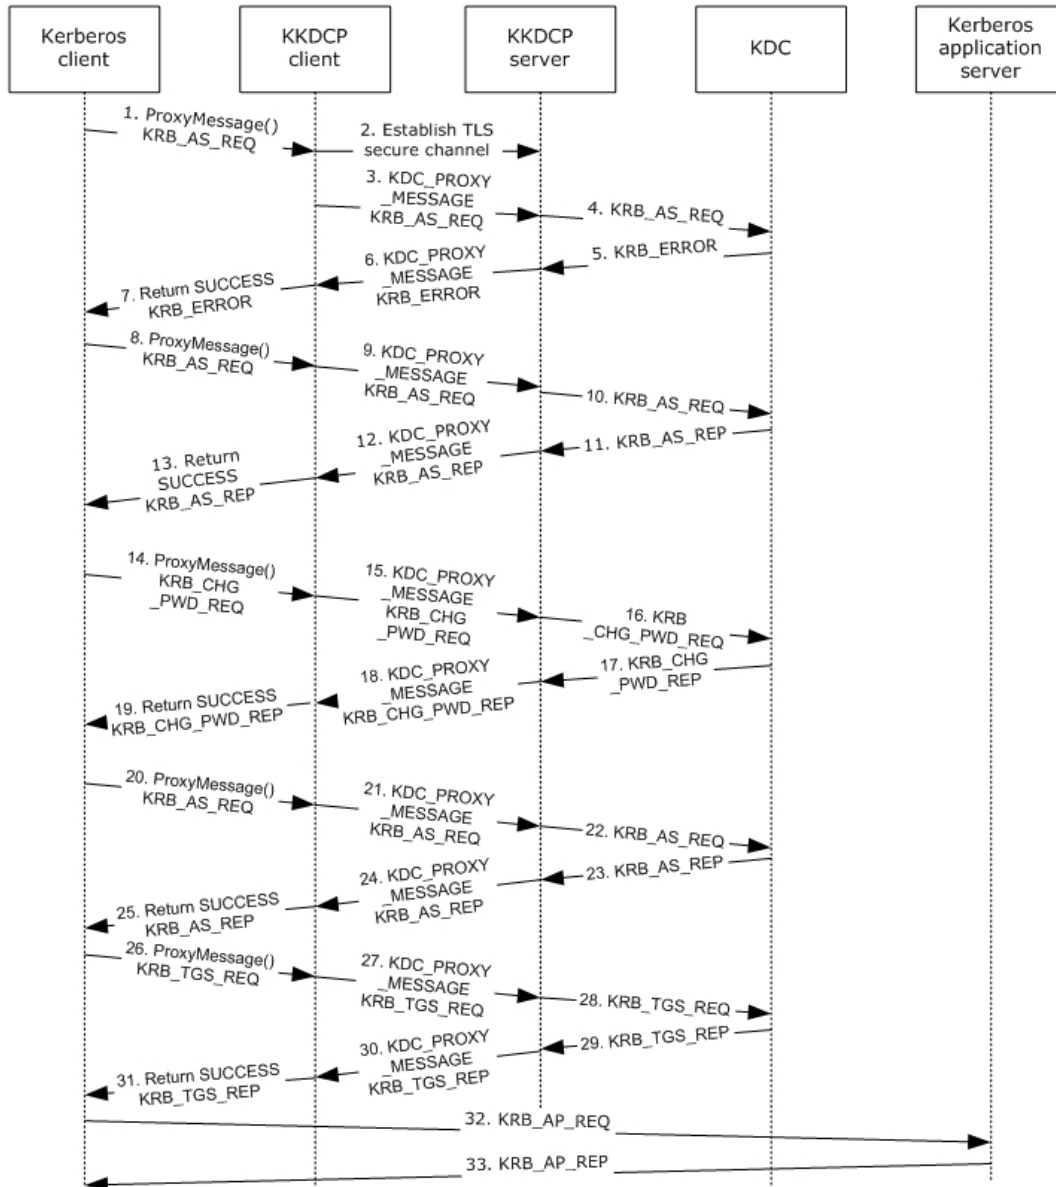 Kerberos
client
KKDCP
client
KKDCP
server
KDC
Kerberos
application
server
1. ProxyMessage()
KRB_AS_REQ
2. Establish TLS
secure channel
3. KDC_PROXY
_MESSAGE
KRB_AS_REQ
4. KRB_AS_REQ
5. KRB_ERROR
6. KDC_PROXY
_MESSAGE
KRB_ERROR
7. Return SUCCESS
KRB_ERROR
8. ProxyMessage()
KRB_AS_REQ
9. KDC_PROXY
_MESSAGE
KRB_AS_REQ
10. KRB_AS_REQ
11. KRB_AS_REP
12. KDC_PROXY
_MESSAGE
KRB_AS_REP
13. Return
SUCCESS
KRB_AS_REP
14. ProxyMessage()
KRB_CHG
_PWD_REQ
15. KDC_PROXY
_MESSAGE
KRB_CHG
_PWD_REQ
16. KRB
_CHG_PWD_REQ
17. KRB_CHG
_PWD_REP
18. KDC_PROXY
_MESSAGE
KRB_CHG_PWD_REP
19. Return SUCCESS
KRB_CHG_PWD_REP
20. ProxyMessage()
KRB_AS_REQ
21. KDC_PROXY
_MESSAGE
KRB_AS_REQ
22. KRB_AS_REQ
23. KRB_AS_REP
24. KDC_PROXY
_MESSAGE
KRB_AS_REP
25. Return SUCCESS
KRB_AS_REP
26. ProxyMessage()
KRB_TGS_REQ
27. KDC_PROXY
_MESSAGE
KRB_TGS_REQ
28. KRB_TGS_REQ
29. KRB_TGS_REP
30. KDC_PROXY
_MESSAGE
KRB_TGS_REP
31. Return SUCCESS
KRB_TGS_REP
32. KRB_AP_REQ
33. KRB_AP_REP